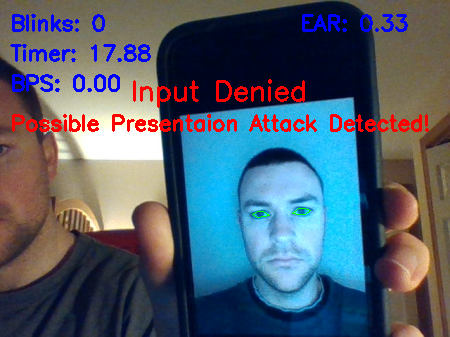 Blinks: 0 EAR: 0.33
Timer: 17.88
BPS: 0.00
Input Denied
Possible Presentaion Attack Detected!